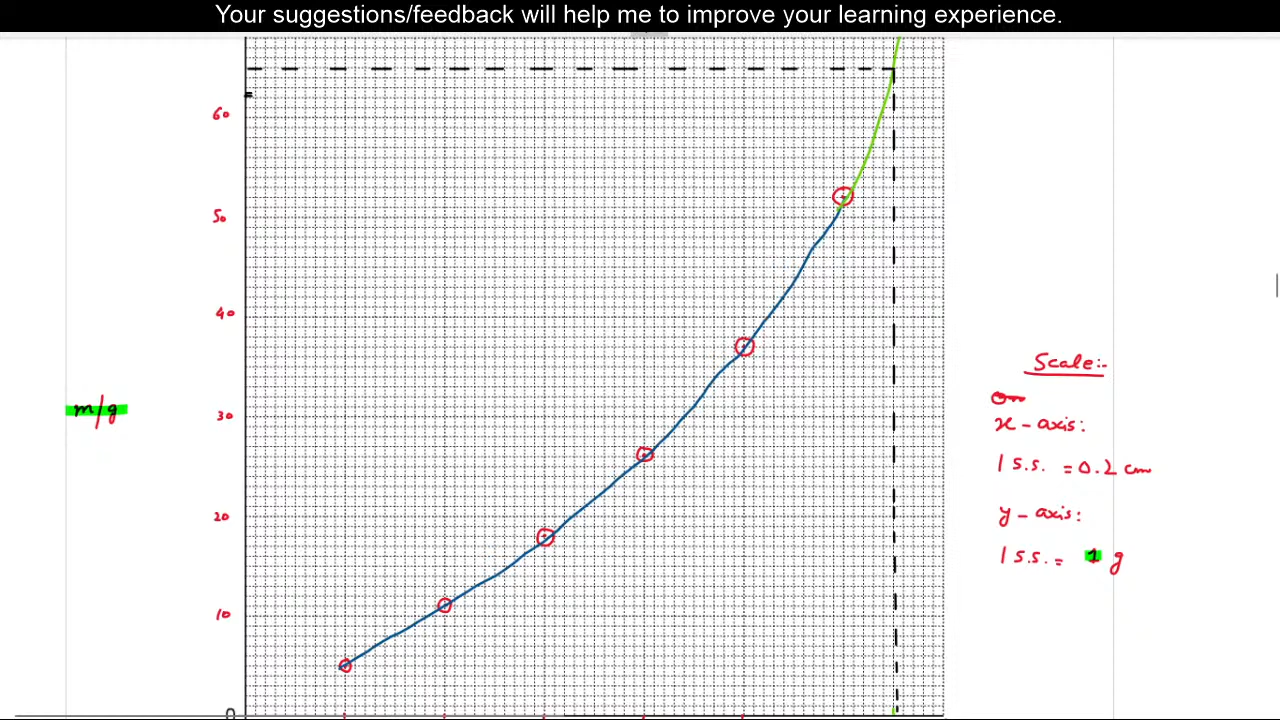 Your suggestions/feedback will help me to improve your learning experience.
60
50
40
30
20
10
0
m/g
Scale:-
x-axis:
1 s.s. = 0.2 cm
y-axis:
1 s.s. = 1 g